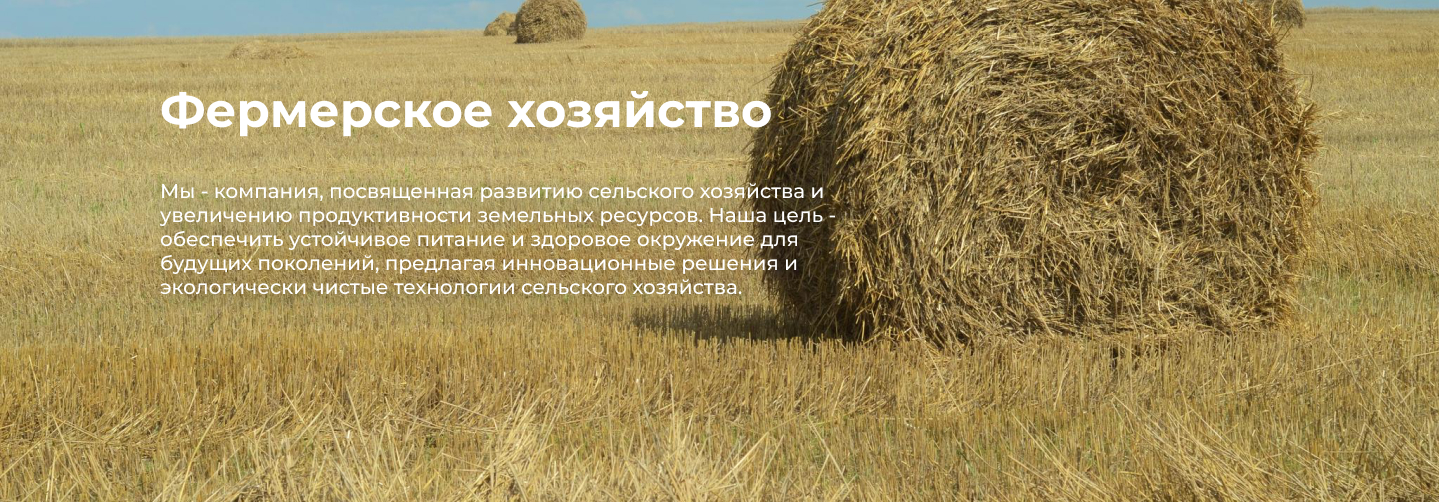 Фермерское хозяйство
Мы - компания, посвященная развитию сельского хозяйства и
увеличению продуктивности земельных ресурсов. Наша цель -
обеспечить устойчивое питание и здоровое окружение для
будущих поколений, предлагая инновационные решения и
экологически чистые технологии сельского хозяйства.